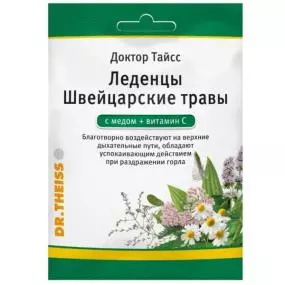 Доктор Тайсс
Леденцы
Швейцарские травы
с медом + витамин С
Благотворно воздействуют на верхние
дыхательные пути, обладают
успокаивающим действием
при раздражении горла
DR.THEISS